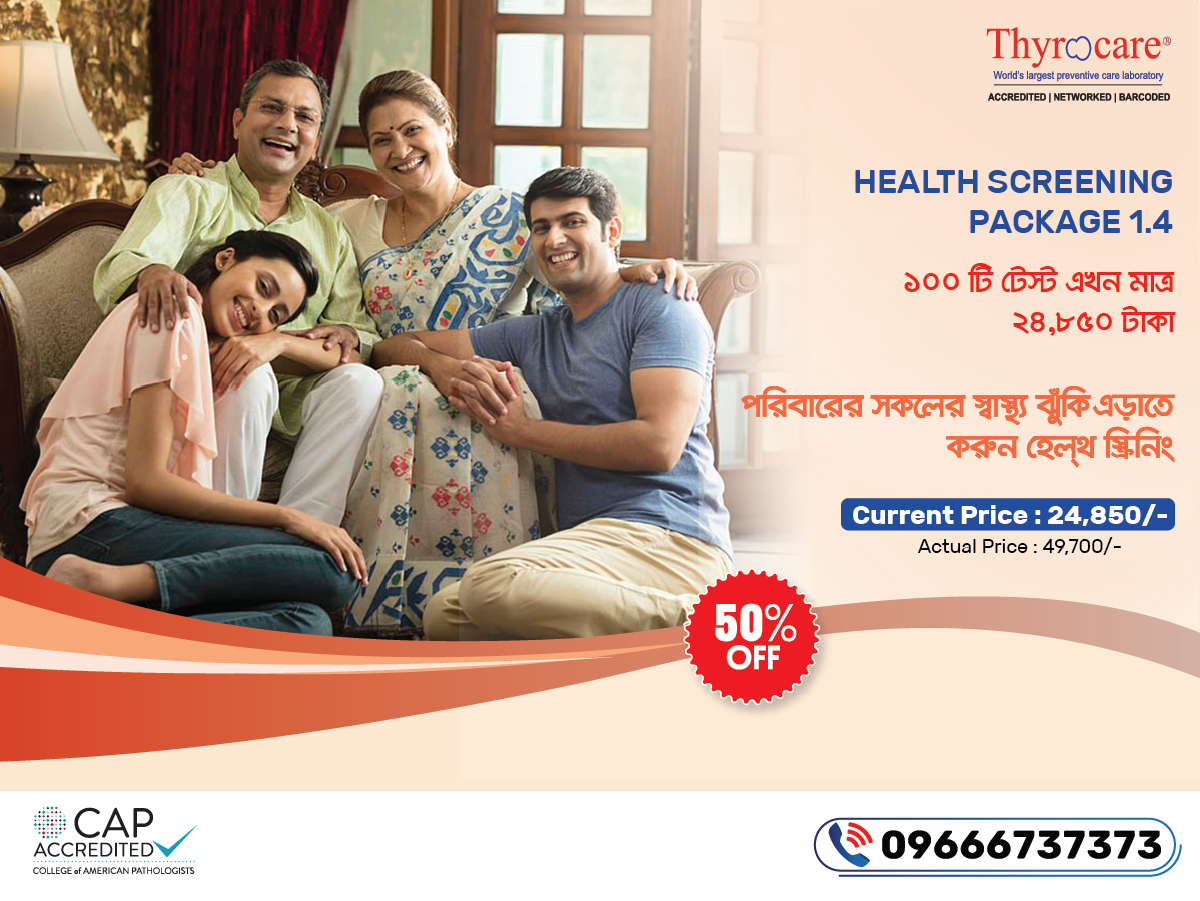 Thyrocare®
World's largest preventive care laboratory
ACCREDITED | NETWORKED | BARCODED
HEALTH SCREENING
PACKAGE 1.4
১০০ টি টেস্ট এখন মাত্র
২৪,৮৫০ টাকা
পরিবারের সকলের স্বাস্থ্য ঝুঁকি এড়াতে
করুন হেল্থ স্ক্রিনিং
Current Price : 24,850/-
Actual Price : 49,700/-
50%
OFF
CAP
ACCREDITED
COLLEGE of AMERICAN PATHOLOGISTS
09666737373